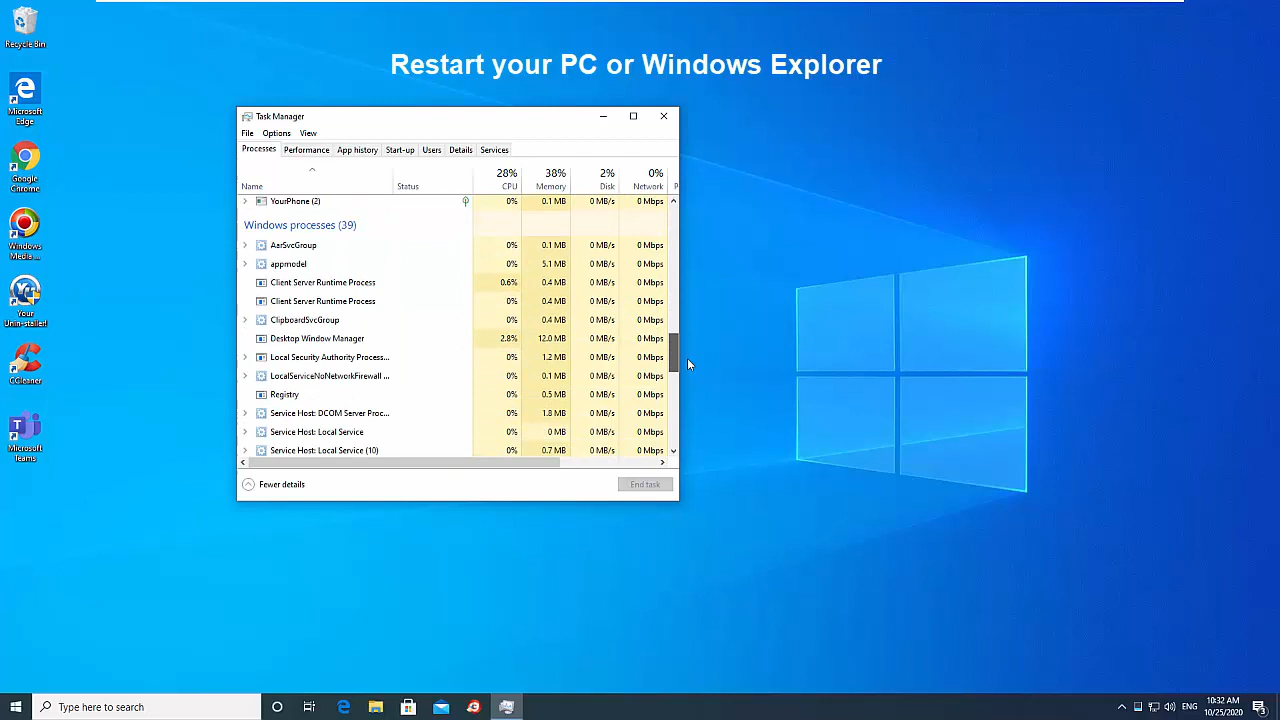 Recycle Bin
Microsoft
Edge
Google
Chrome
Windows
Media ...
Your
Unin-staller!
CCleaner
Microsoft
Teams
Restart your PC or Windows Explorer
Task Manager
File Options View
Processes Performance App history Start-up Users Details Services
28% 38% 2% 0%
Name Status CPU Memory Disk Network P
YourPhone (2) 0% 0.1 MB 0 MB/s 0 Mbps
Windows processes (39)
AarSvcGroup 0% 0.1 MB 0 MB/s 0 Mbps
appmodel 0% 5.1 MB 0 MB/s 0 Mbps
Client Server Runtime Process 0.6% 0.4 MB 0 MB/s 0 Mbps
Client Server Runtime Process 0% 0.4 MB 0 MB/s 0 Mbps
ClipboardSvcGroup 0% 0.4 MB 0 MB/s 0 Mbps
Desktop Window Manager 2.8% 12.0 MB 0 MB/s 0 Mbps
Local Security Authority Process... 0% 1.2 MB 0 MB/s 0 Mbps
LocalServiceNoNetworkFirewall ... 0% 0.1 MB 0 MB/s 0 Mbps
Registry 0% 0.5 MB 0 MB/s 0 Mbps
Service Host: DCOM Server Proc... 0% 1.8 MB 0 MB/s 0 Mbps
Service Host: Local Service 0% 0 MB 0 MB/s 0 Mbps
Service Host: Local Service (10) 0% 0.7 MB 0 MB/s 0 Mbps
Fewer details End task
Type here to search
ENG
10:32 AM
10/25/2020
3